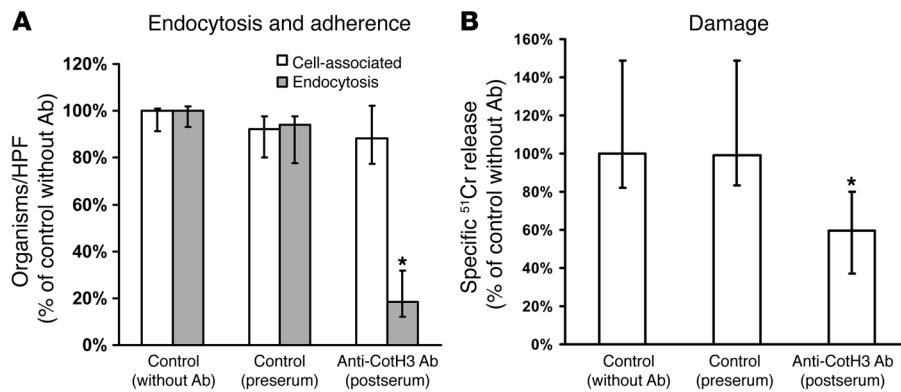 A Endocytosis and adherence
Cell-associated
Endocytosis
Organisms/HPF
(% of control without Ab)
120%
100%
80%
60%
40%
20%
0%
*
Control
(without Ab)
Control
(preserum)
Anti-CotH3 Ab
(postserum)
B Damage
Specific ⁵¹Cr release
(% of control without Ab)
160%
140%
120%
100%
80%
60%
40%
20%
0%
*
Control
(without Ab)
Control
(preserum)
Anti-CotH3 Ab
(postserum)